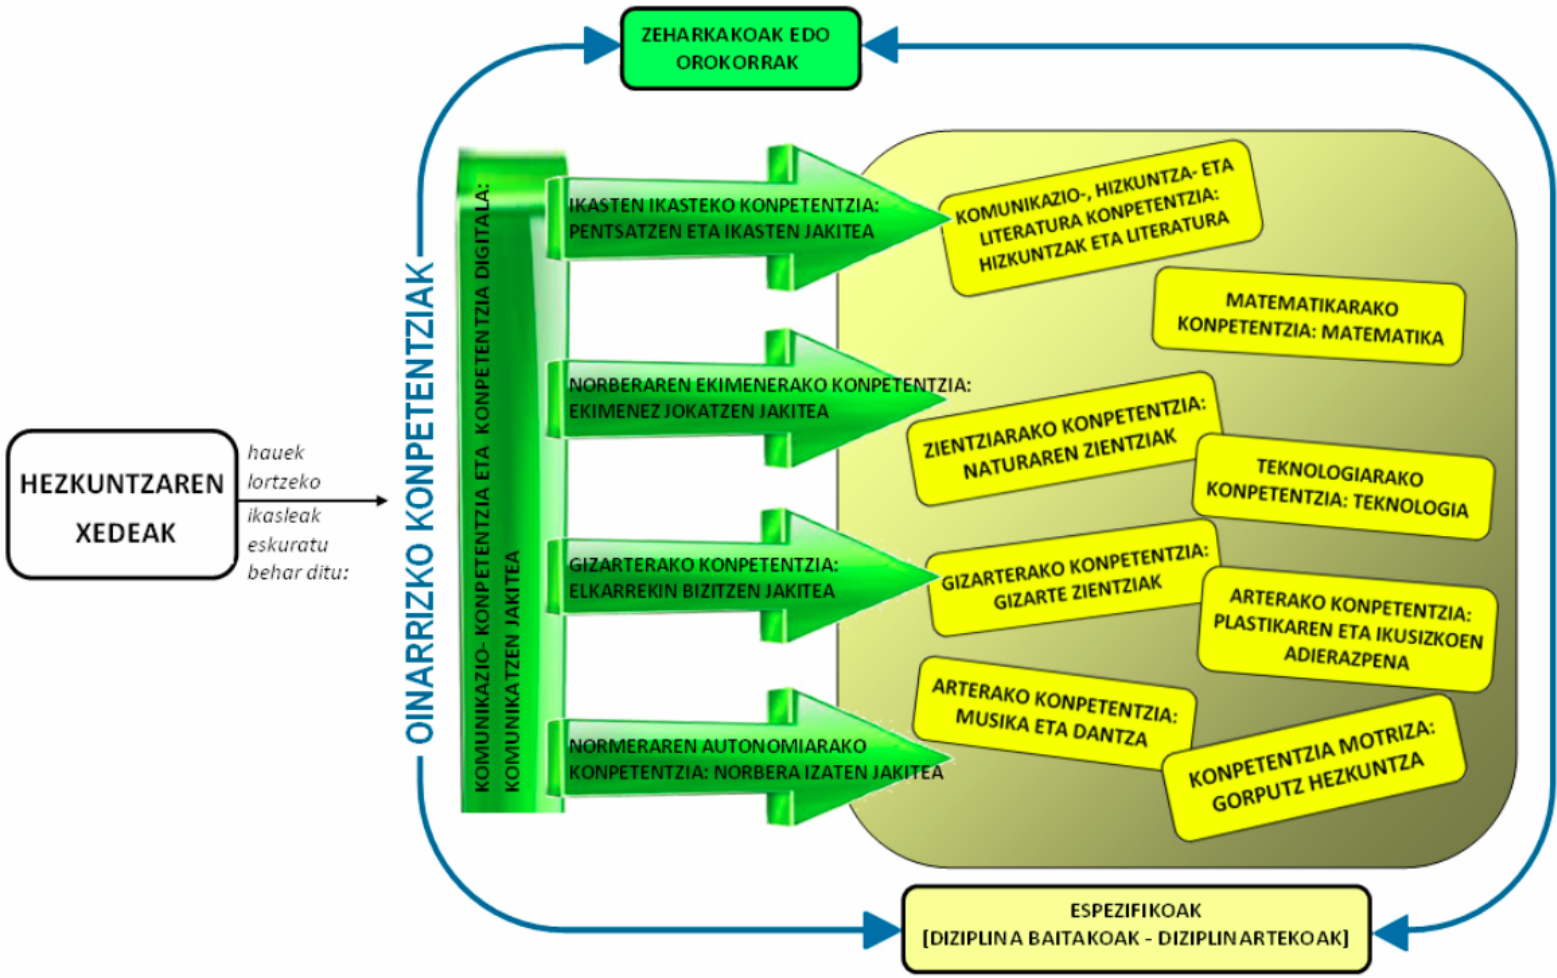 ZEHARKAKOAK EDO
OROKORRAK
HEZKUNTZAREN
XEDEAK
hauek
lortzeko
ikasleak
eskuratu
behar ditu:
OINARRIZKO KONPETENTZIAK
KOMUNIKAZIO- KONPETENTZIA ETA KONPETENTZIA DIGITALA:
KOMUNIKATZEN JAKITEA
IKASTEN IKASTEKO KONPETENTZIA:
PENTSATZEN ETA IKASTEN JAKITEA
NORBERAREN EKIMENERAKO KONPETENTZIA:
EKIMENEZ JOKATZEN JAKITEA
GIZARTERAKO KONPETENTZIA:
ELKARREKIN BIZITZEN JAKITEA
NORMERAREN AUTONOMIARAKO
KONPETENTZIA: NORBERA IZATEN JAKITEA
KOMUNIKAZIO-, HIZKUNTZA- ETA
LITERATURA KONPETENTZIA:
HIZKUNTZAK ETA LITERATURA
MATEMATIKARAKO
KONPETENTZIA: MATEMATIKA
ZIENTZIARAKO KONPETENTZIA:
NATURAREN ZIENTZIAK
TEKNOLOGIARAKO
KONPETENTZIA: TEKNOLOGIA
GIZARTERAKO KONPETENTZIA:
GIZARTE ZIENTZIAK
ARTERAKO KONPETENTZIA:
PLASTIKAREN ETA IKUSIZKOEN
ADIERAZPENA
ARTERAKO KONPETENTZIA:
MUSIKA ETA DANTZA
KONPETENTZIA MOTRIZA:
GORPUTZ HEZKUNTZA
ESPEZIFIKOAK
[DIZIPLINA BAITAKOAK - DIZIPLINARTEKOAK]